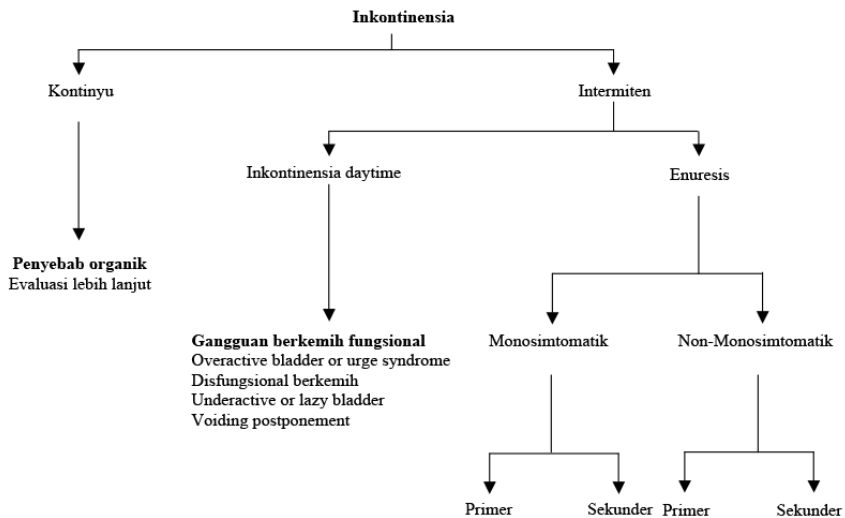 Inkontinensia
Kontinyu
Intermiten
Inkontinensia daytime
Enuresis
Penyebab organik
Evaluasi lebih lanjut
Gangguan berkemih fungsional
Overactive bladder or urge syndrome
Disfungsional berkemih
Underactive or lazy bladder
Voiding postponement
Monosimtomatik
Non-Monosimtomatik
Primer
Sekunder
Primer
Sekunder